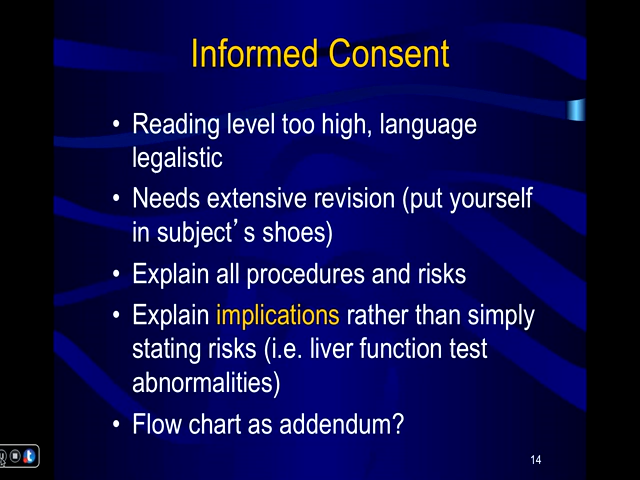 Informed Consent
• Reading level too high, language
legalistic
• Needs extensive revision (put yourself
in subject’s shoes)
• Explain all procedures and risks
• Explain implications rather than simply
stating risks (i.e. liver function test
abnormalities)
• Flow chart as addendum?
14